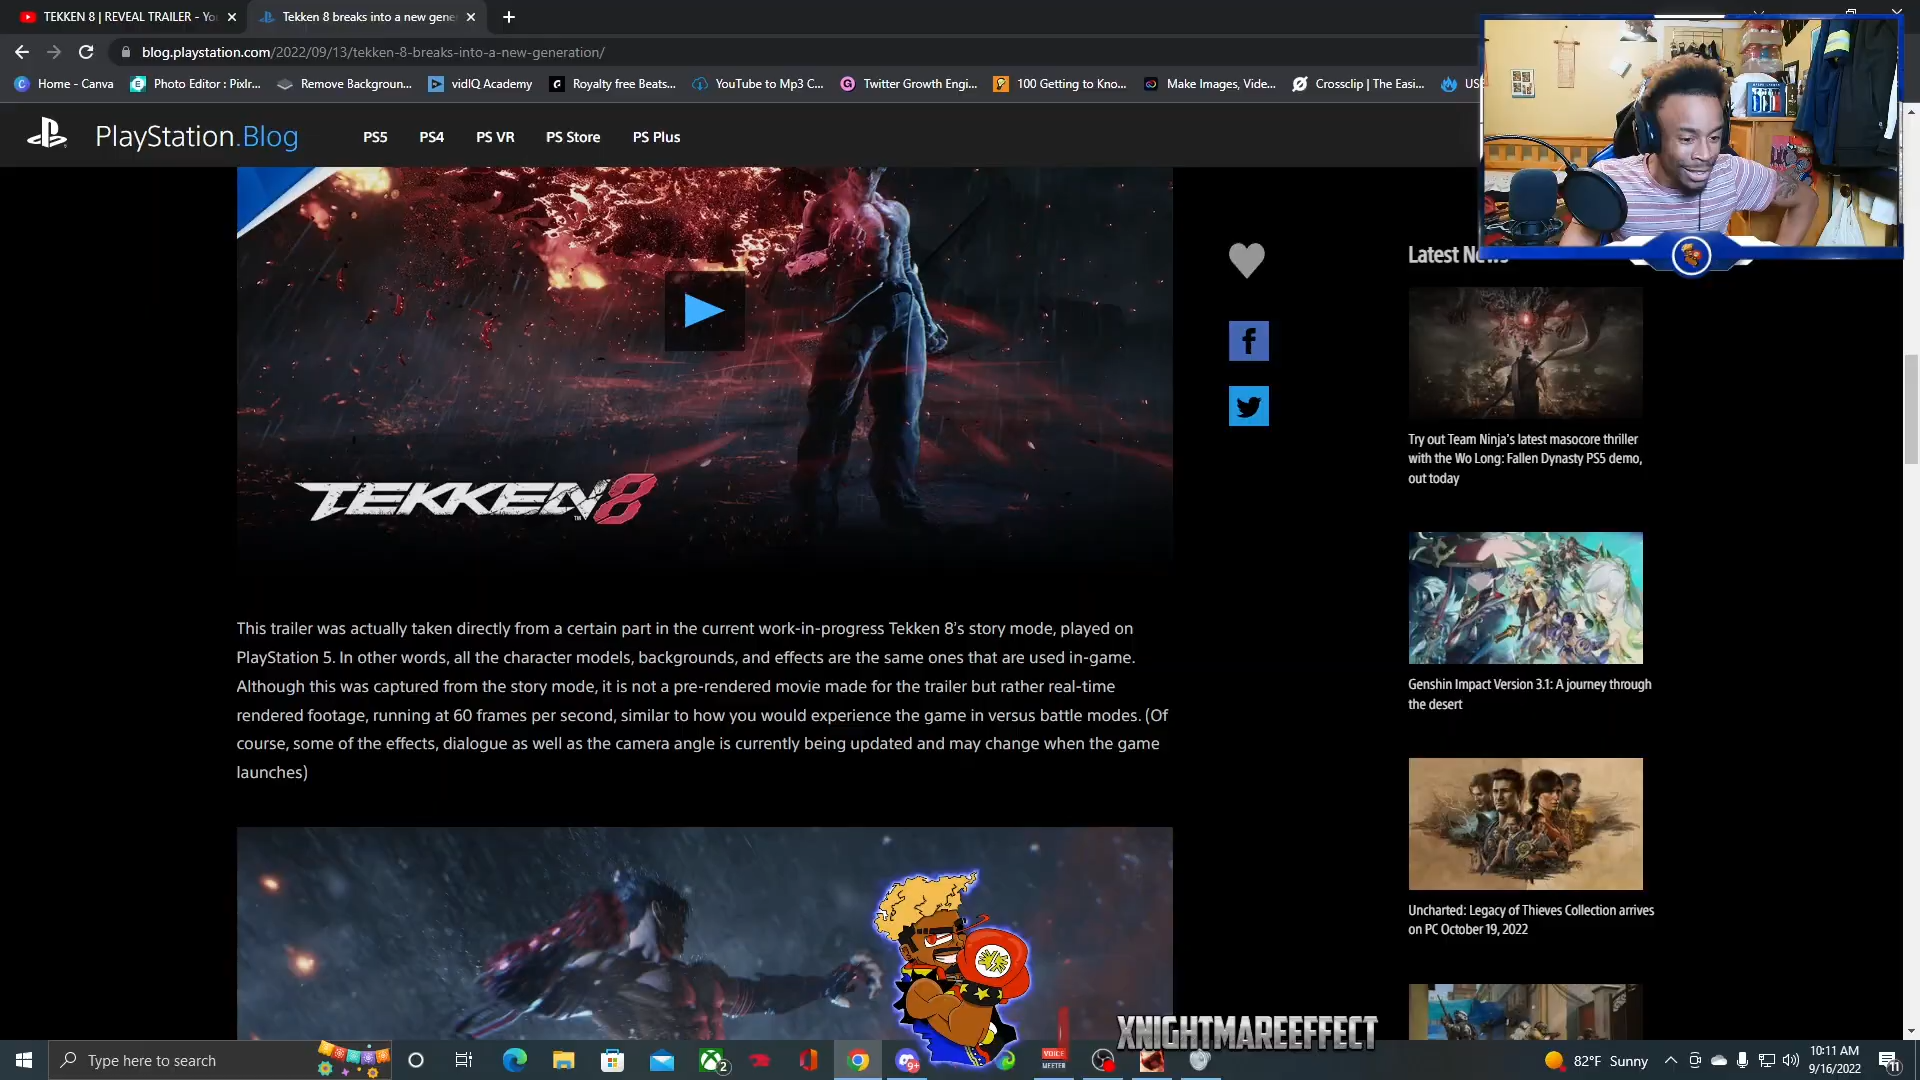 TEKKEN 8 | REVEAL TRAILER - Yo
Tekken 8 breaks into a new gene
blog.playstation.com/2022/09/13/tekken-8-breaks-into-a-new-generation/
Home - Canva
Photo Editor : Pixlr...
Remove Backgroun...
vidIQ Academy
Royalty free Beats...
YouTube to Mp3 C...
Twitter Growth Engi...
100 Getting to Kno...
Make Images, Vide...
Crossclip | The Easi...
PlayStation.Blog
PS5
PS4
PS VR
PS Store
PS Plus
Latest News
TEKKEN 8
Try out Team Ninja's latest masocore thriller
with the Wo Long: Fallen Dynasty PS5 demo,
out today
Genshin Impact Version 3.1: A journey through
the desert
This trailer was actually taken directly from a certain part in the current work-in-progress Tekken 8's story mode, played on
PlayStation 5. In other words, all the character models, backgrounds, and effects are the same ones that are used in-game.
Although this was captured from the story mode, it is not a pre-rendered movie made for the trailer but rather real-time
rendered footage, running at 60 frames per second, similar to how you would experience the game in versus battle modes. (Of
course, some of the effects, dialogue as well as the camera angle is currently being updated and may change when the game
launches)
Uncharted: Legacy of Thieves Collection arrives
on PC October 19, 2022
XNIGHTMAREEFFECT
Type here to search
2
9+
VOICE
MEETER
82°F Sunny
10:11 AM
9/16/2022
11